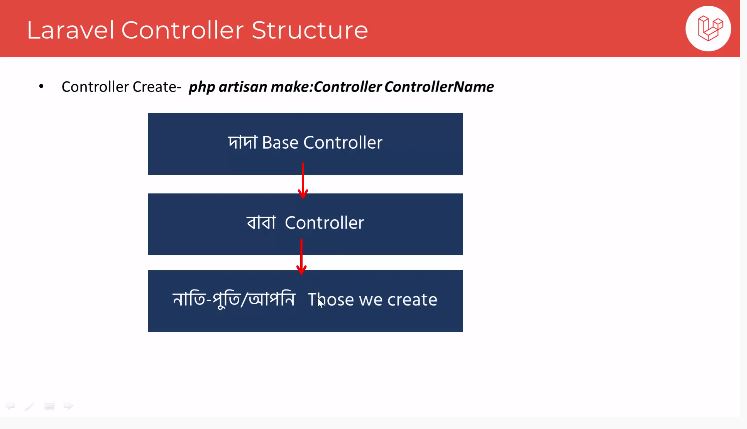 Laravel Controller Structure
• Controller Create- php artisan make:Controller ControllerName
দাদা Base Controller
বাবা Controller
নাতি-পুতি/আপনি Those we create